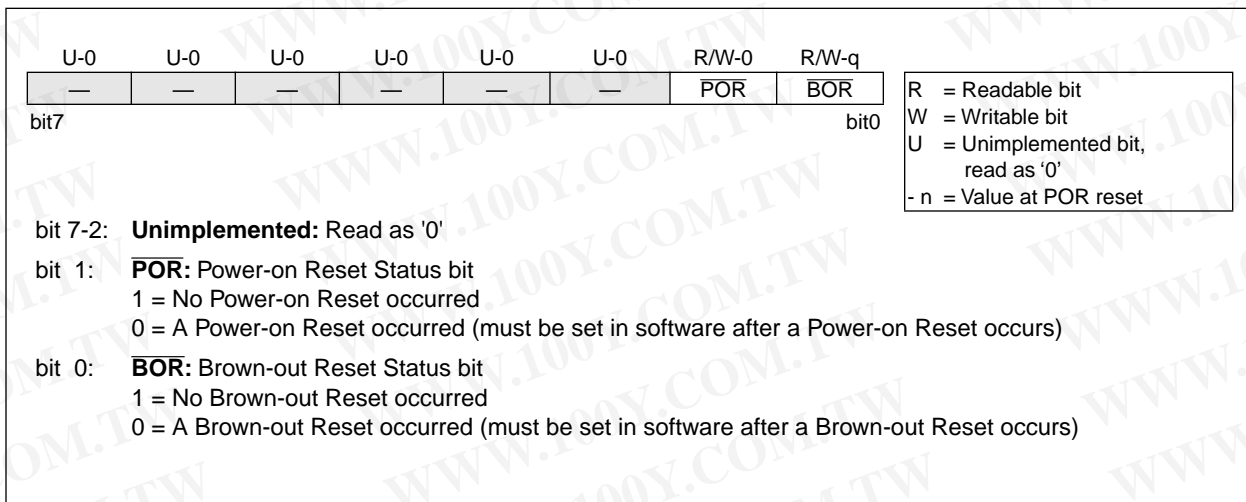 U-0 U-0 U-0 U-0 U-0 U-0 R/W-0 R/W-q
— — — — — — POR BOR
bit7 bit0
R = Readable bit
W = Writable bit
U = Unimplemented bit,
read as ‘0’
- n = Value at POR reset
bit 7-2: Unimplemented: Read as '0'
bit 1: POR: Power-on Reset Status bit
1 = No Power-on Reset occurred
0 = A Power-on Reset occurred (must be set in software after a Power-on Reset occurs)
bit 0: BOR: Brown-out Reset Status bit
1 = No Brown-out Reset occurred
0 = A Brown-out Reset occurred (must be set in software after a Brown-out Reset occurs)
WWW.100Y.COM.TW